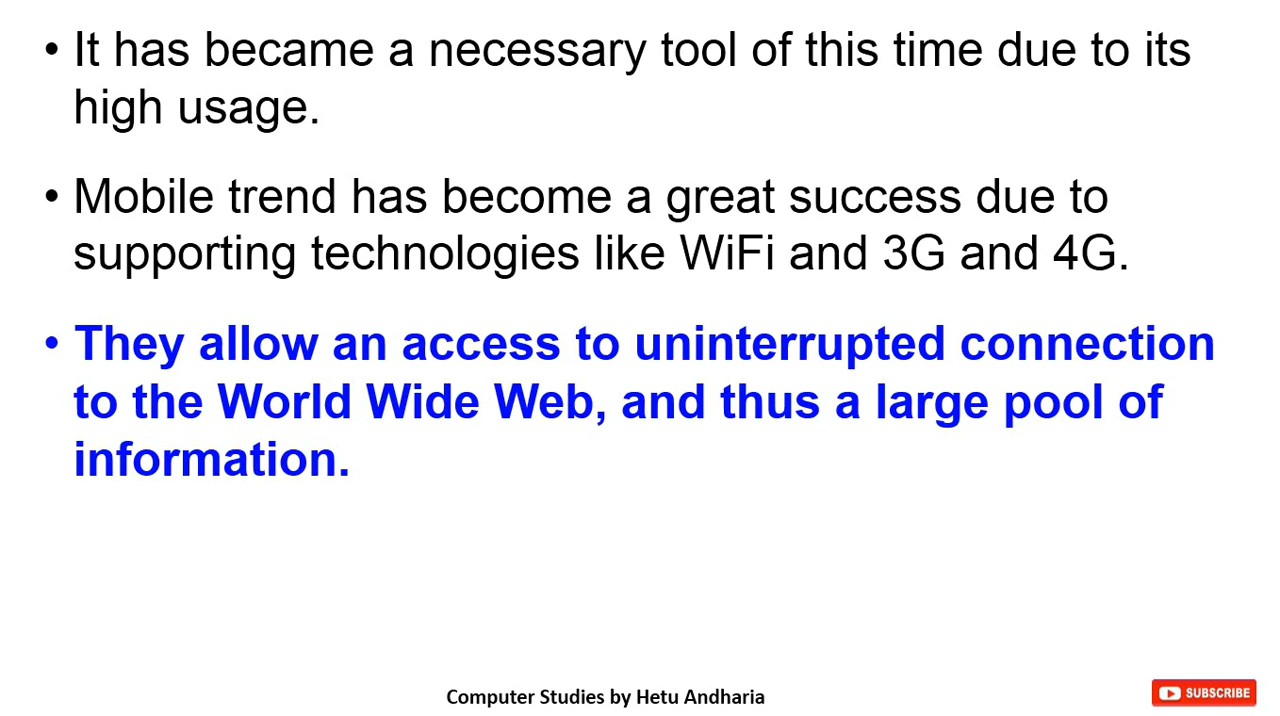 • It has became a necessary tool of this time due to its
high usage.
• Mobile trend has become a great success due to
supporting technologies like WiFi and 3G and 4G.
• They allow an access to uninterrupted connection
to the World Wide Web, and thus a large pool of
information.
Computer Studies by Hetu Andharia
SUBSCRIBE